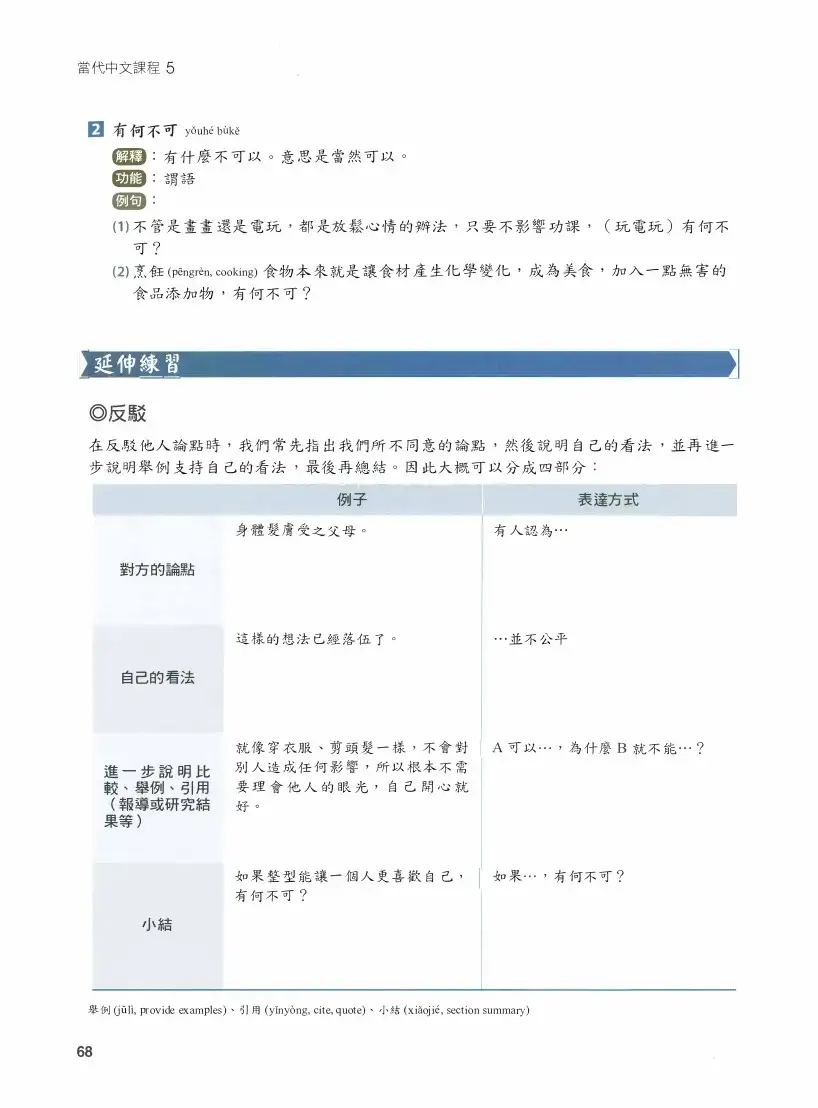 當代中文課程 5
2 有何不可 yǒuhé bùkě
解釋：有什麼不可以。意思是當然可以。
功能：謂語
例句：
(1) 不管是畫畫還是電玩，都是放鬆心情的辦法，只要不影響功課，（玩電玩）有何不
可？
(2) 烹飪 (pēngrèn, cooking) 食物本來就是讓食材產生化學變化，成為美食，加入一點無害的
食品添加物，有何不可？
延伸練習
◎反駁
在反駁他人論點時，我們常先指出我們所不同意的論點，然後說明自己的看法，並再進一
步說明舉例支持自己的看法，最後再總結。因此大概可以分成四部分：
例子 表達方式
對方的論點
身體髮膚受之父母。
有人認為…
自己的看法
這樣的想法已經落伍了。
…並不公平
進一步說明比
較、舉例、引用
（報導或研究結
果等）
就像穿衣服、剪頭髮一樣，不會對
別人造成任何影響，所以根本不需
要理會他人的眼光，自己開心就
好。
A 可以…，為什麼 B 就不能…？
小結
如果整型能讓一個人更喜歡自己，
有何不可？
如果…，有何不可？
舉例 (jǔlì, provide examples)、引用 (yǐnyòng, cite, quote)、小結 (xiǎojié, section summary)
68